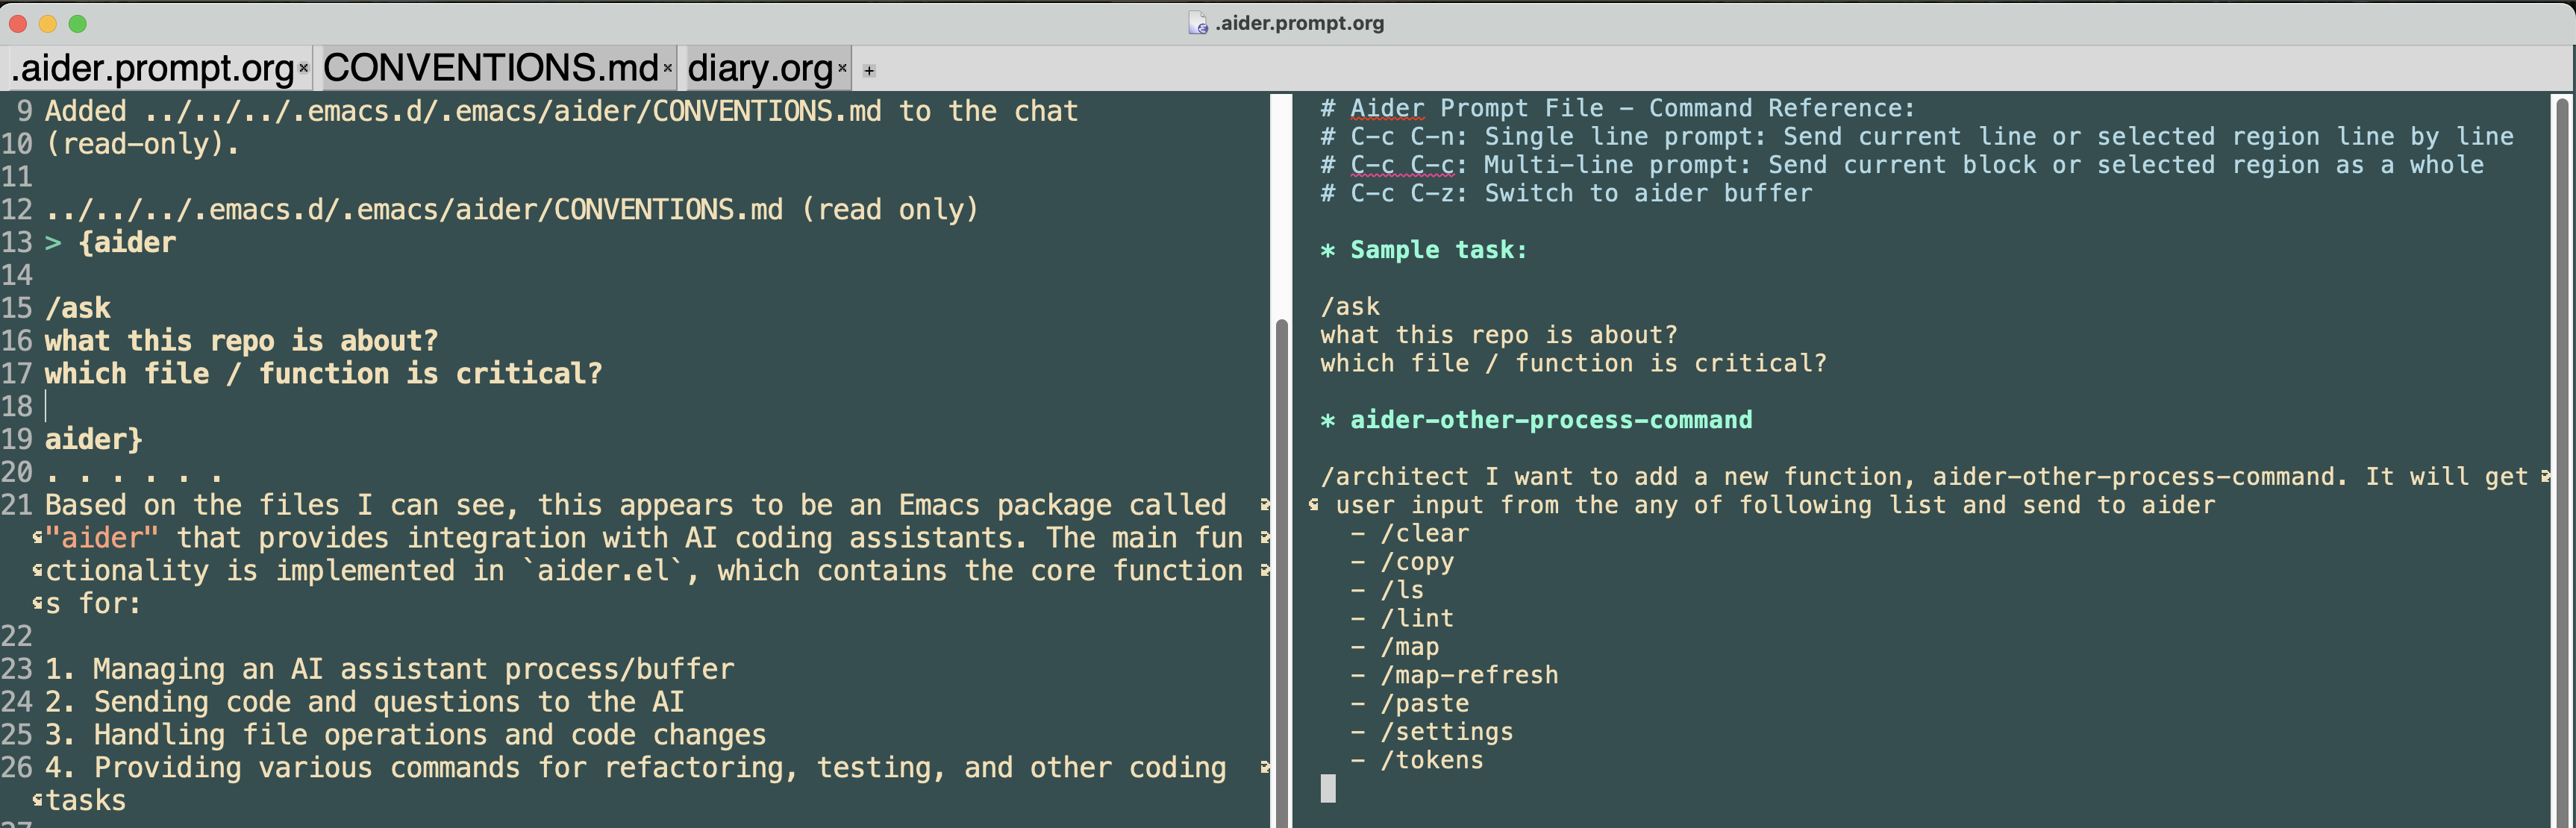 .aider.prompt.org
.aider.prompt.org× CONVENTIONS.md× diary.org× +
9 Added ../../../.emacs.d/.emacs/aider/CONVENTIONS.md to the chat
10 (read-only).
11
12 ../../../.emacs.d/.emacs/aider/CONVENTIONS.md (read only)
13 > {aider
14
15 /ask
16 what this repo is about?
17 which file / function is critical?
18
19 aider}
20 . . . . . .
21 Based on the files I can see, this appears to be an Emacs package called
"aider" that provides integration with AI coding assistants. The main fun
ctionality is implemented in `aider.el`, which contains the core function
s for:
22
23 1. Managing an AI assistant process/buffer
24 2. Sending code and questions to the AI
25 3. Handling file operations and code changes
26 4. Providing various commands for refactoring, testing, and other coding
tasks
# Aider Prompt File - Command Reference:
# C-c C-n: Single line prompt: Send current line or selected region line by line
# C-c C-c: Multi-line prompt: Send current block or selected region as a whole
# C-c C-z: Switch to aider buffer
* Sample task:
/ask
what this repo is about?
which file / function is critical?
* aider-other-process-command
/architect I want to add a new function, aider-other-process-command. It will get
user input from the any of following list and send to aider
- /clear
- /copy
- /ls
- /lint
- /map
- /map-refresh
- /paste
- /settings
- /tokens